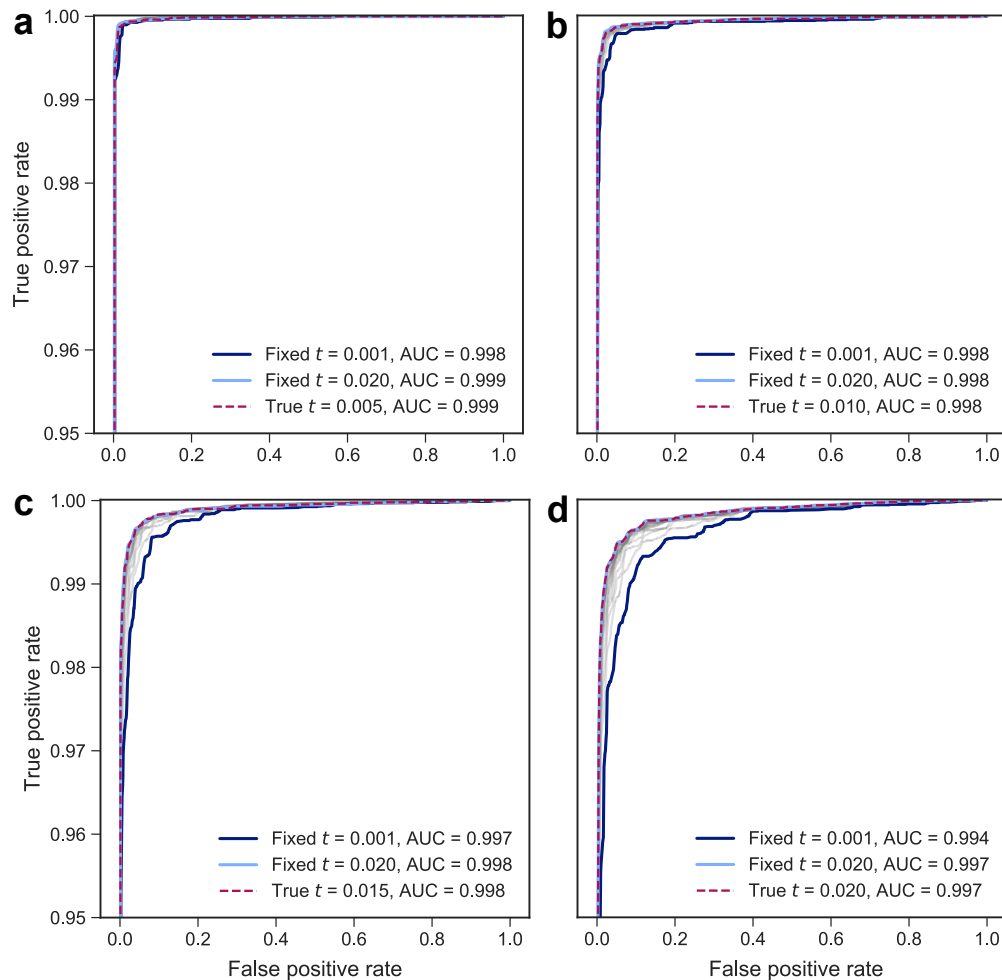 a
1.00
0.99
0.98
0.97
0.96
0.95
True positive rate
0.0 0.2 0.4 0.6 0.8 1.0
Fixed t = 0.001, AUC = 0.998
Fixed t = 0.020, AUC = 0.999
True t = 0.005, AUC = 0.999
b
0.0 0.2 0.4 0.6 0.8 1.0
Fixed t = 0.001, AUC = 0.998
Fixed t = 0.020, AUC = 0.998
True t = 0.010, AUC = 0.998
c
1.00
0.99
0.98
0.97
0.96
0.95
True positive rate
0.0 0.2 0.4 0.6 0.8 1.0
False positive rate
Fixed t = 0.001, AUC = 0.997
Fixed t = 0.020, AUC = 0.998
True t = 0.015, AUC = 0.998
d
0.0 0.2 0.4 0.6 0.8 1.0
False positive rate
Fixed t = 0.001, AUC = 0.994
Fixed t = 0.020, AUC = 0.997
True t = 0.020, AUC = 0.997